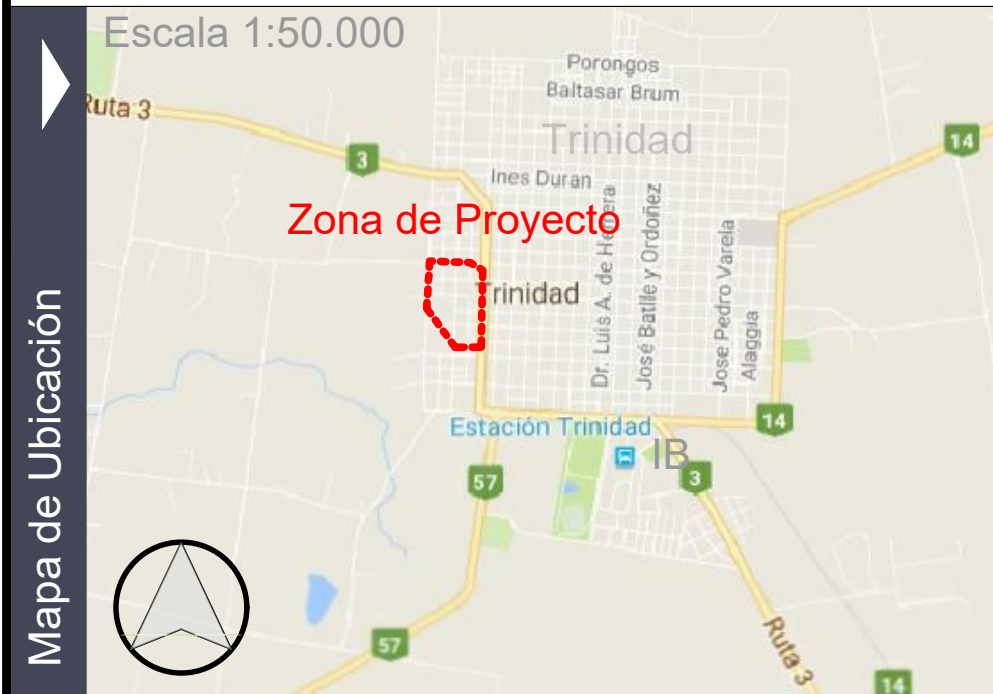 Mapa de Ubicación
Escala 1:50.000
Porongos
Baltasar Brum
Ruta 3
Trinidad
14
3
Ines Duran
Zona de Proyecto
Dr. Luis A. de Herrera
José Batlle y Ordoñez
Jose Pedro Varela
Alaggia
Trinidad
Estación Trinidad
14
IB
3
57
57
Ruta 3
14